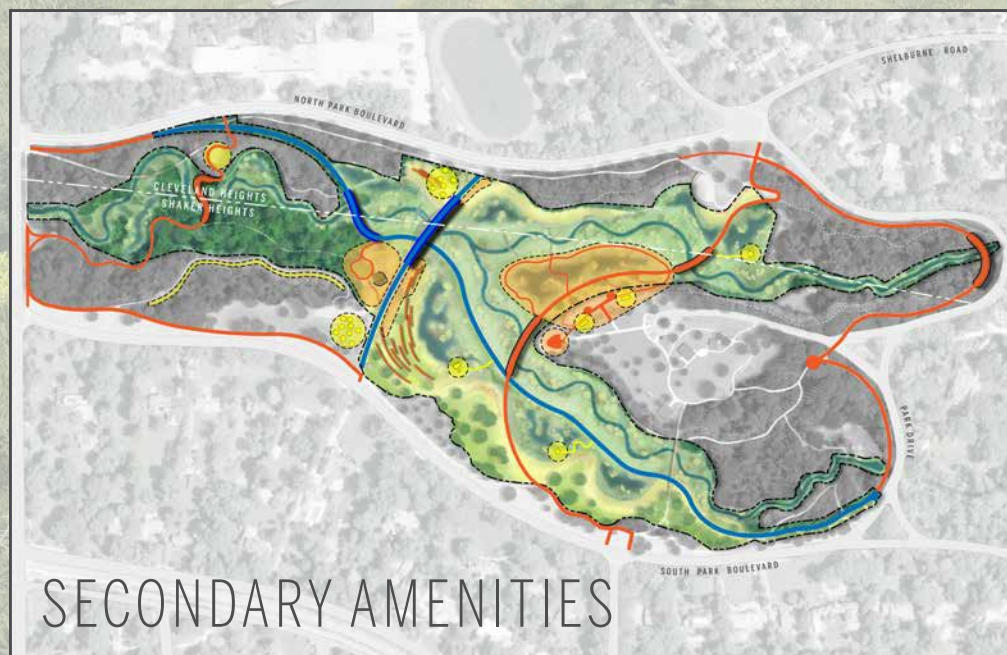 SHELBURNE ROAD
NORTH PARK BOULEVARD
CLEVELAND HEIGHTS
SHAKER HEIGHTS
PARK DRIVE
SOUTH PARK BOULEVARD
SECONDARY AMENITIES